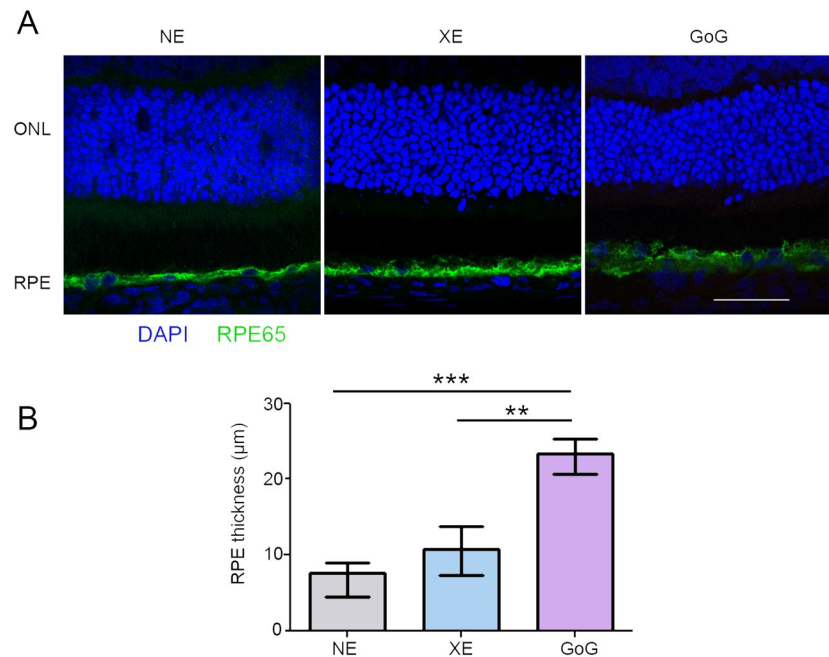 A
NE XE GoG
ONL
RPE
DAPI RPE65
B
***
**
30
20
10
0
RPE thickness (µm)
NE XE GoG